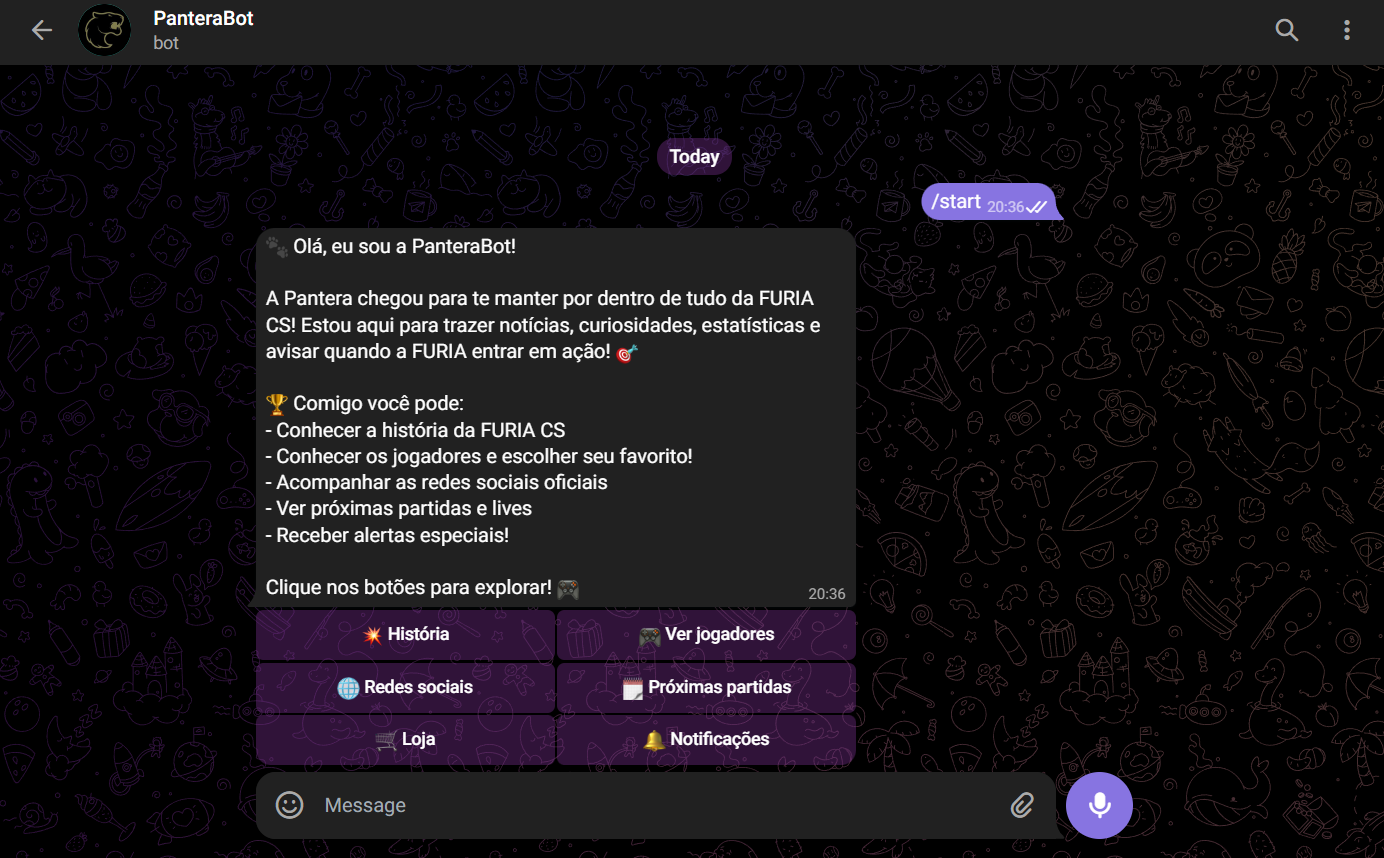 PanteraBot
bot
Today
/start 20:36
🐾 Olá, eu sou a PanteraBot!
A Pantera chegou para te manter por dentro de tudo da FURIA
CS! Estou aqui para trazer notícias, curiosidades, estatísticas e
avisar quando a FURIA entrar em ação! 🎯
🏆 Comigo você pode:
- Conhecer a história da FURIA CS
- Conhecer os jogadores e escolher seu favorito!
- Acompanhar as redes sociais oficiais
- Ver próximas partidas e lives
- Receber alertas especiais!
Clique nos botões para explorar! 🎮
20:36
💥 História
🎮 Ver jogadores
🌐 Redes sociais
🗓 Próximas partidas
🛒 Loja
🔔 Notificações
Message